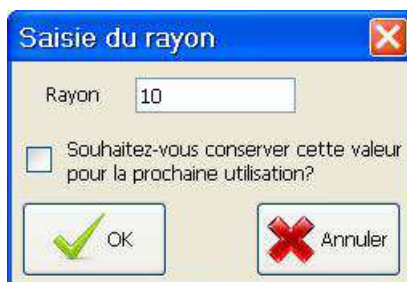 Saisie du rayon
Rayon 10
Souhaitez-vous conserver cette valeur
pour la prochaine utilisation?
OK Annuler